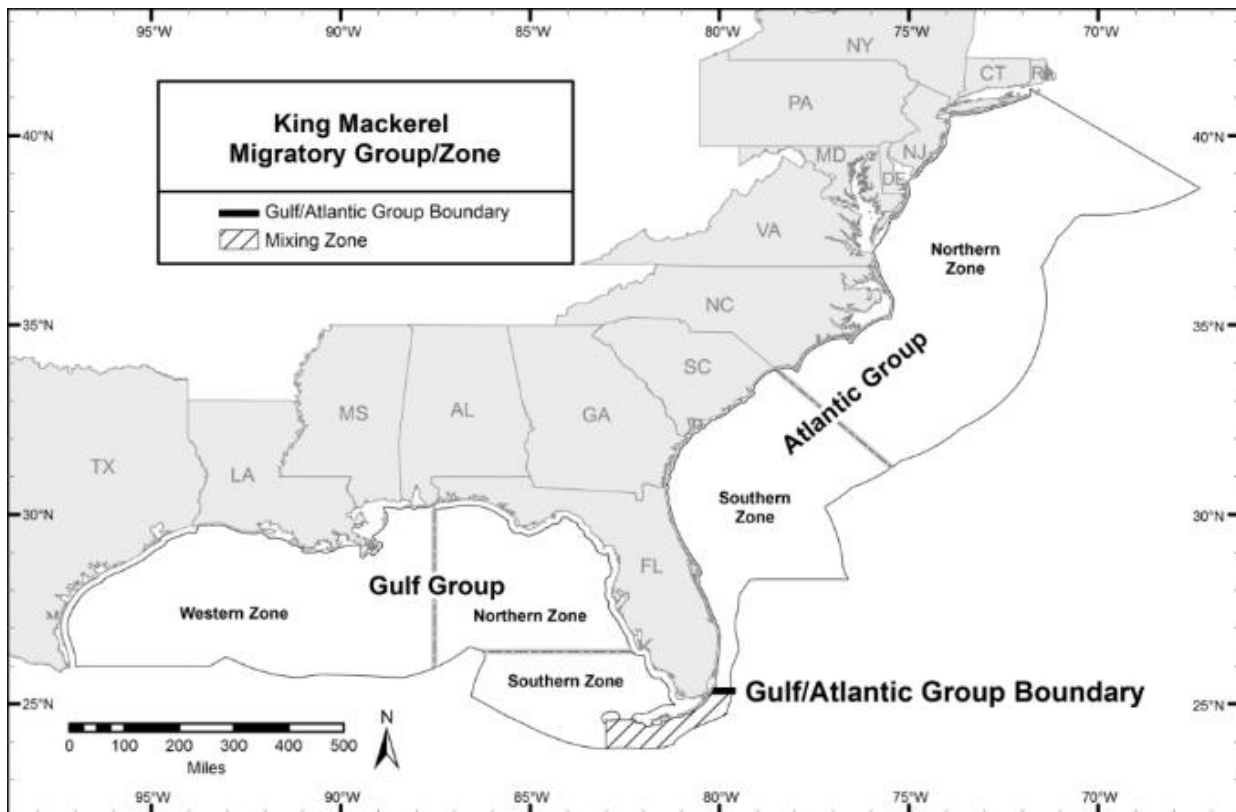 95°W 90°W 85°W 80°W 75°W 70°W
King Mackerel
Migratory Group/Zone
Gulf/Atlantic Group Boundary
Mixing Zone
NY
CT
RI
PA
40°N
40°N
MD
NJ
DE
VA
Northern
Zone
NC
35°N
35°N
SC
Atlantic Group
MS
AL
GA
TX
LA
Southern
Zone
30°N
30°N
FL
Gulf Group
Western Zone
Northern Zone
Southern Zone
Gulf/Atlantic Group Boundary
25°N
25°N
N
0 100 200 300 400 500
Miles
95°W 90°W 85°W 80°W 75°W 70°W